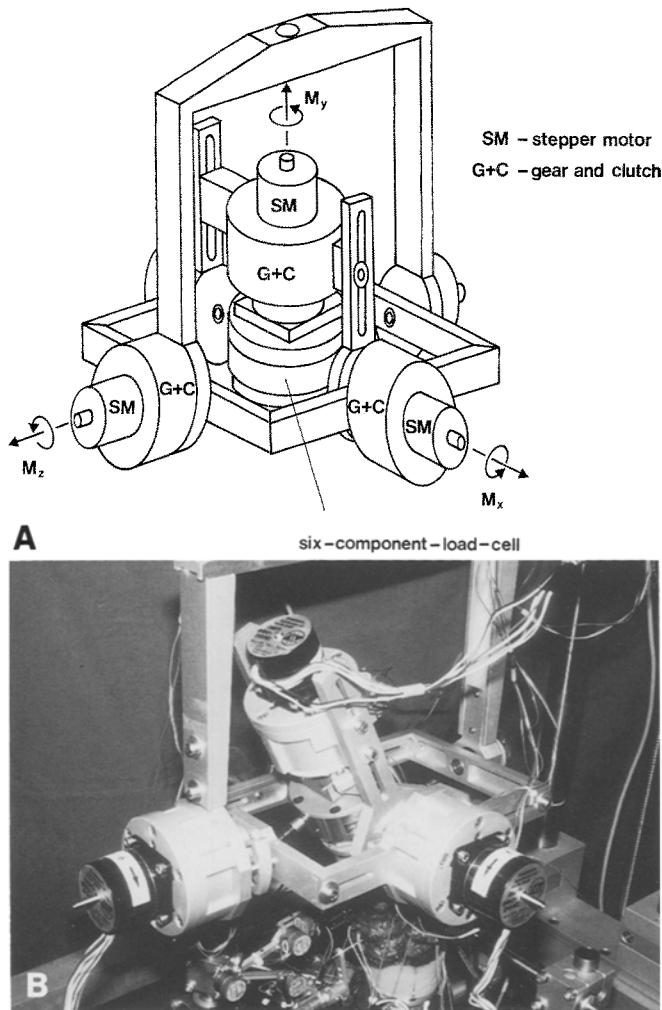 My
SM – stepper motor
G+C – gear and clutch
SM
G+C
G+C
SM
G+C
SM
Mz
Mx
A
six–component–load–cell
B